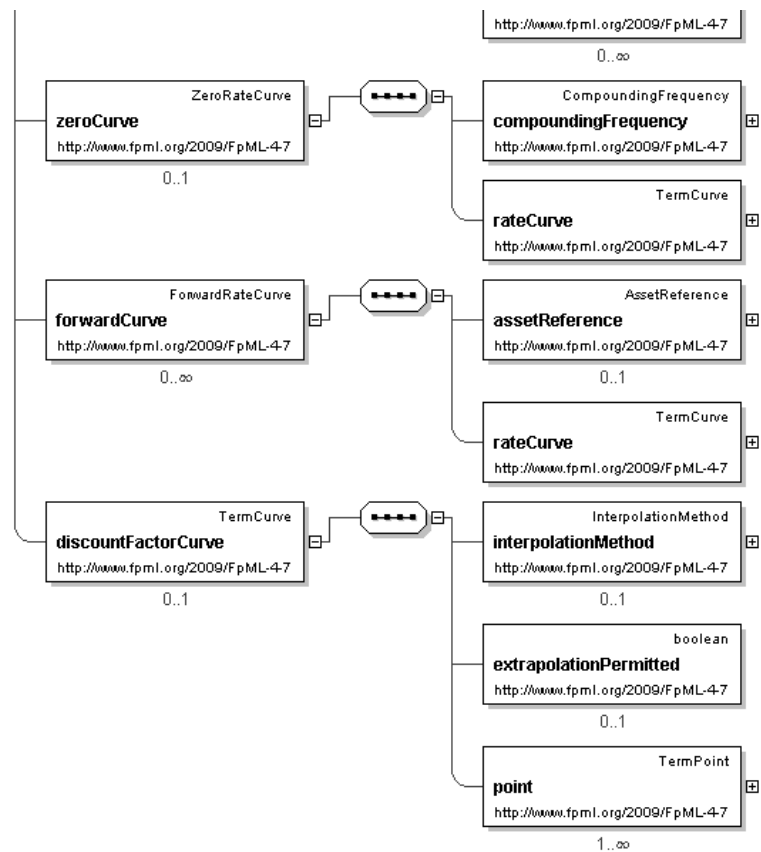 http://www.fpml.org/2009/FpML-4-7
0..∞
ZeroRateCurve
zeroCurve
http://www.fpml.org/2009/FpML-4-7
0..1
CompoundingFrequency
compoundingFrequency
http://www.fpml.org/2009/FpML-4-7
TermCurve
rateCurve
http://www.fpml.org/2009/FpML-4-7
ForwardRateCurve
forwardCurve
http://www.fpml.org/2009/FpML-4-7
0..∞
AssetReference
assetReference
http://www.fpml.org/2009/FpML-4-7
0..1
TermCurve
rateCurve
http://www.fpml.org/2009/FpML-4-7
TermCurve
discountFactorCurve
http://www.fpml.org/2009/FpML-4-7
0..1
InterpolationMethod
interpolationMethod
http://www.fpml.org/2009/FpML-4-7
0..1
boolean
extrapolationPermitted
http://www.fpml.org/2009/FpML-4-7
0..1
TermPoint
point
http://www.fpml.org/2009/FpML-4-7
1..∞